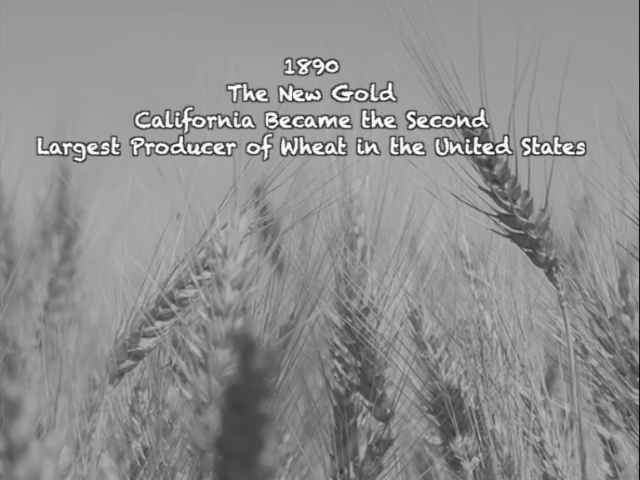 1890
The New Gold
California Became the Second
Largest Producer of Wheat in the United States